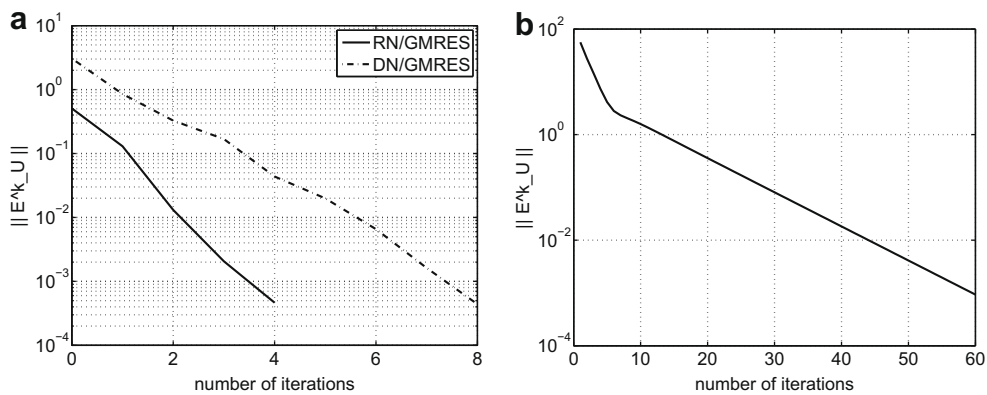 a
|| E^k_U ||
10^1
10^0
10^-1
10^-2
10^-3
10^-4
0 2 4 6 8
number of iterations
RN/GMRES
DN/GMRES
b
|| E^k_U ||
10^2
10^0
10^-2
10^-4
0 10 20 30 40 50 60
number of iterations